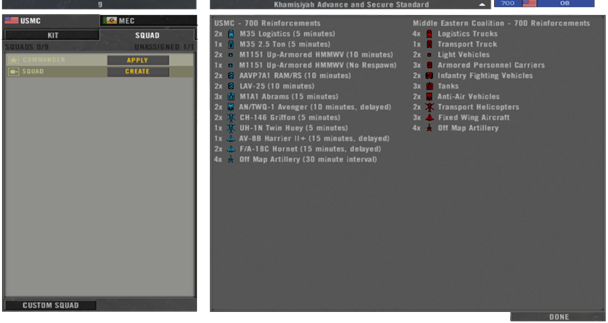 9
USMC
MEC
KIT
SQUAD
SQUADS 0/9
UNASSIGNED 1/1
COMMANDER
APPLY
SQUAD
CREATE
CUSTOM SQUAD
Khamisiyah Advance and Secure Standard
700
08
USMC - 700 Reinforcements
2x M35 Logistics (5 minutes)
1x M35 2.5 Ton (5 minutes)
2x M1151 Up-Armored HMMWV (10 minutes)
1x M1151 Up-Armored HMMWV (No Respawn)
2x AAVP7A1 RAM/RS (10 minutes)
2x LAV-25 (10 minutes)
3x M1A1 Abrams (15 minutes)
2x AN/TWQ-1 Avenger (10 minutes, delayed)
2x CH-146 Griffon (5 minutes)
1x UH-1N Twin Huey (5 minutes)
1x AV-8B Harrier II+ (15 minutes, delayed)
2x F/A-18C Hornet (15 minutes, delayed)
4x Off Map Artillery (30 minute interval)
Middle Eastern Coalition - 700 Reinforcements
4x Logistics Trucks
1x Transport Truck
2x Light Vehicles
3x Armored Personnel Carriers
2x Infantry Fighting Vehicles
3x Tanks
2x Anti-Air Vehicles
2x Transport Helicopters
3x Fixed Wing Aircraft
4x Off Map Artillery
DONE